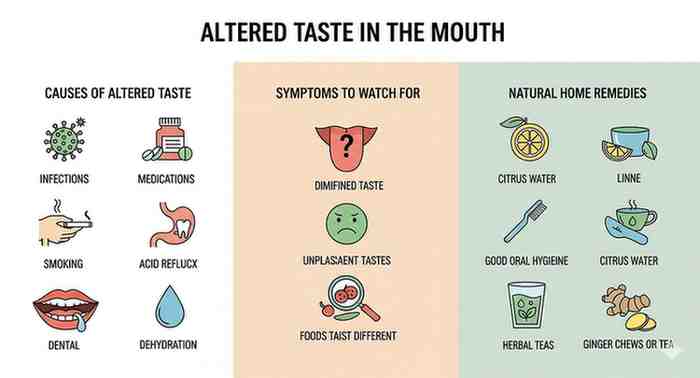 ALTERED TASTE IN THE MOUTH
CAUSES OF ALTERED TASTE
INFECTIONS
MEDICATIONS
SMOKING
ACID REFLUCX
DENTAL
DEHYDRATION
SYMPTOMS TO WATCH FOR
?
DIMIFINED TASTE
UNPLASAENT TASTES
FOODS TAIST DIFFERENT
NATURAL HOME REMEDIES
CITRUS WATER
LINNE
GOOD ORAL HYGIEINE
CITRUS WATER
HERBAL TEAS
GINGER CHEWS OR TEA